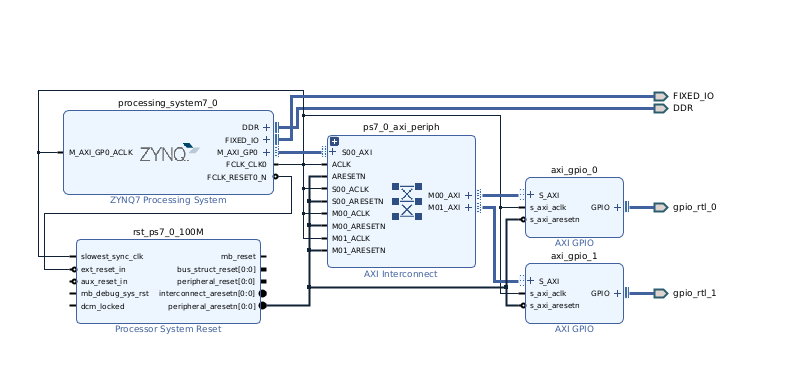 processing_system7_0
DDR
FIXED_IO
M_AXI_GP0_ACLK
ZYNQ
M_AXI_GP0
FCLK_CLK0
FCLK_RESET0_N
ZYNQ7 Processing System
FIXED_IO
DDR
ps7_0_axi_periph
S00_AXI
ACLK
ARESETN
S00_ACLK
S00_ARESETN
M00_ACLK
M00_ARESETN
M01_ACLK
M01_ARESETN
M00_AXI
M01_AXI
AXI Interconnect
axi_gpio_0
S_AXI
s_axi_aclk
s_axi_aresetn
GPIO
AXI GPIO
gpio_rtl_0
rst_ps7_0_100M
slowest_sync_clk
ext_reset_in
aux_reset_in
mb_debug_sys_rst
dcm_locked
mb_reset
bus_struct_reset[0:0]
peripheral_reset[0:0]
interconnect_aresetn[0:0]
peripheral_aresetn[0:0]
Processor System Reset
axi_gpio_1
S_AXI
s_axi_aclk
s_axi_aresetn
GPIO
AXI GPIO
gpio_rtl_1